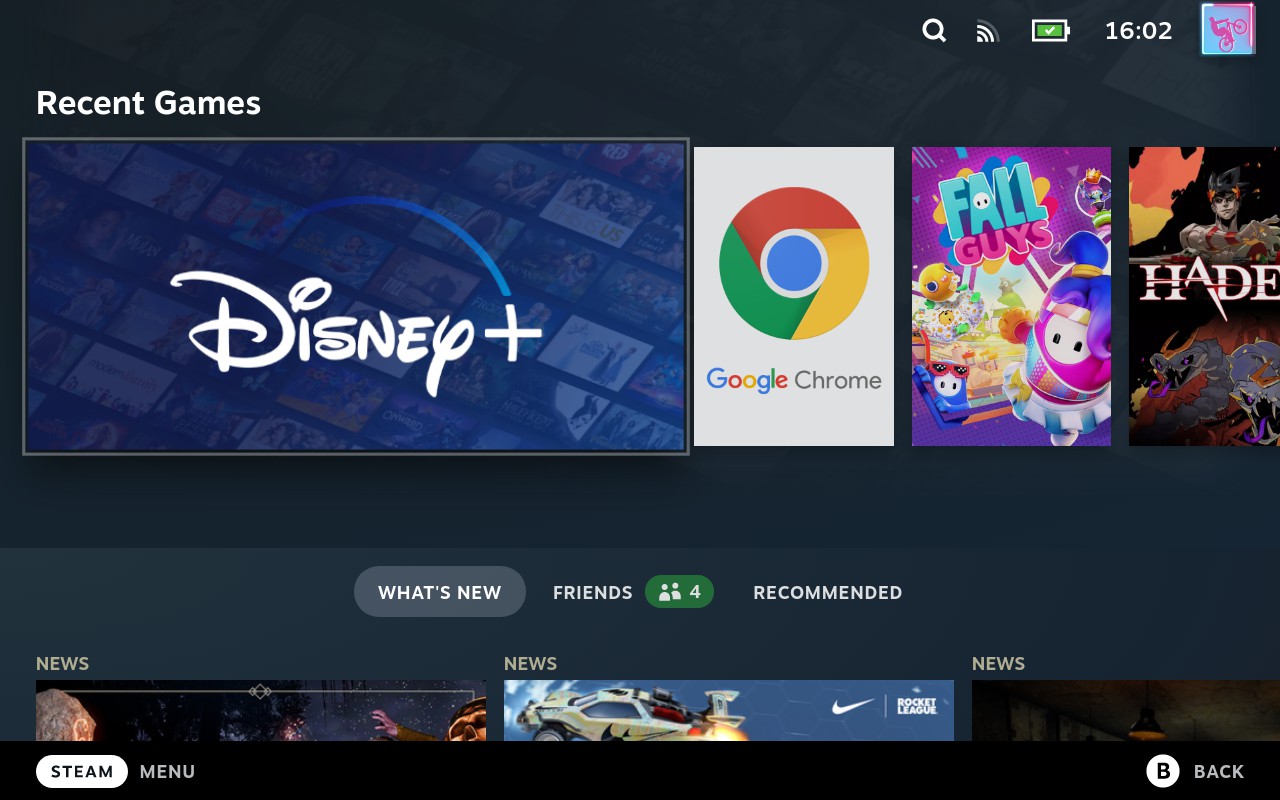 16:02
Recent Games
Disney+
Google Chrome
FALL
GUYS
HADE
WHAT'S NEW
FRIENDS
4
RECOMMENDED
NEWS
NEWS
NEWS
ROCKET
LEAGUE
STEAM
MENU
B
BACK